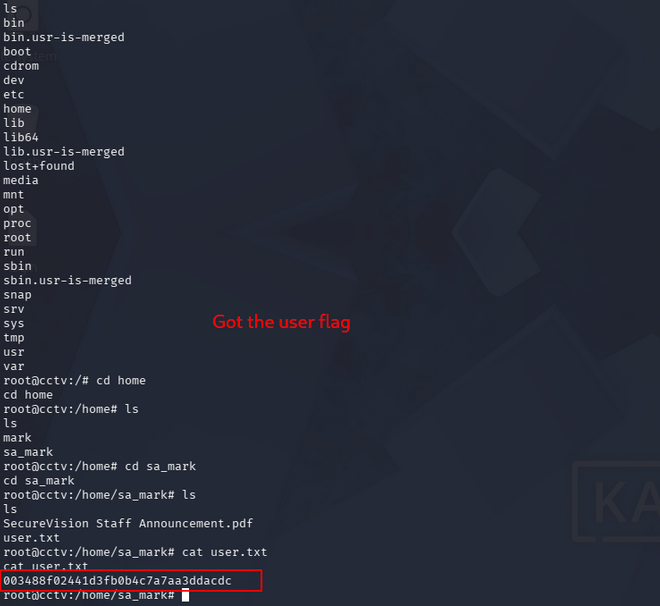 ls
bin
bin.usr-is-merged
boot
cdrom
dev
etc
home
lib
lib64
lib.usr-is-merged
lost+found
media
mnt
opt
proc
root
run
sbin
sbin.usr-is-merged
snap
srv
sys
Got the user flag
tmp
usr
var
root@cctv:/# cd home
cd home
root@cctv:/home# ls
ls
mark
sa_mark
root@cctv:/home# cd sa_mark
cd sa_mark
root@cctv:/home/sa_mark# ls
ls
SecureVision Staff Announcement.pdf
user.txt
root@cctv:/home/sa_mark# cat user.txt
cat user.txt
003488f02441d3fb0b4c7a7aa3ddacdc
root@cctv:/home/sa_mark#
KA